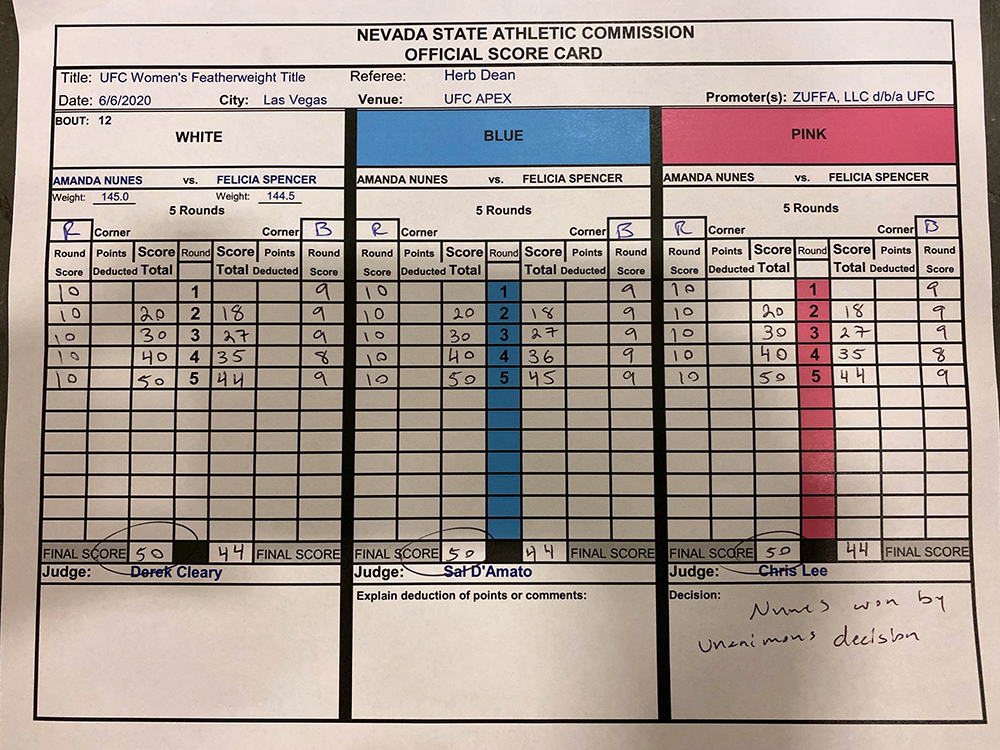 NEVADA STATE ATHLETIC COMMISSION
OFFICIAL SCORE CARD
Title: UFC Women's Featherweight Title Referee: Herb Dean
Date: 6/6/2020 City: Las Vegas Venue: UFC APEX Promoter(s): ZUFFA, LLC d/b/a UFC
BOUT: 12
WHITE BLUE PINK
AMANDA NUNES vs. FELICIA SPENCER AMANDA NUNES vs. FELICIA SPENCER AMANDA NUNES vs. FELICIA SPENCER
Weight: 145.0 Weight: 144.5
5 Rounds 5 Rounds 5 Rounds
R Corner Corner B R Corner Corner B R Corner Corner B
Round Points Score Round Score Points Round Round Points Score Round Score Points Round Round Points Score Round Score Points Round
Score Deducted Total Total Deducted Score Score Deducted Total Total Deducted Score Score Deducted Total Total Deducted Score
10 1 9 10 1 9 10 1 9
10 20 2 18 9 10 20 2 18 9 10 20 2 18 9
10 30 3 27 9 10 30 3 27 9 10 30 3 27 9
10 40 4 35 8 10 40 4 36 9 10 40 4 35 8
10 50 5 44 9 10 50 5 45 9 10 50 5 44 9
FINAL SCORE 50 44 FINAL SCORE FINAL SCORE 50 44 FINAL SCORE FINAL SCORE 50 44 FINAL SCORE
Judge: Derek Cleary Judge: Sal D'Amato Judge: Chris Lee
Explain deduction of points or comments: Decision: Nunes won by
unanimous decision